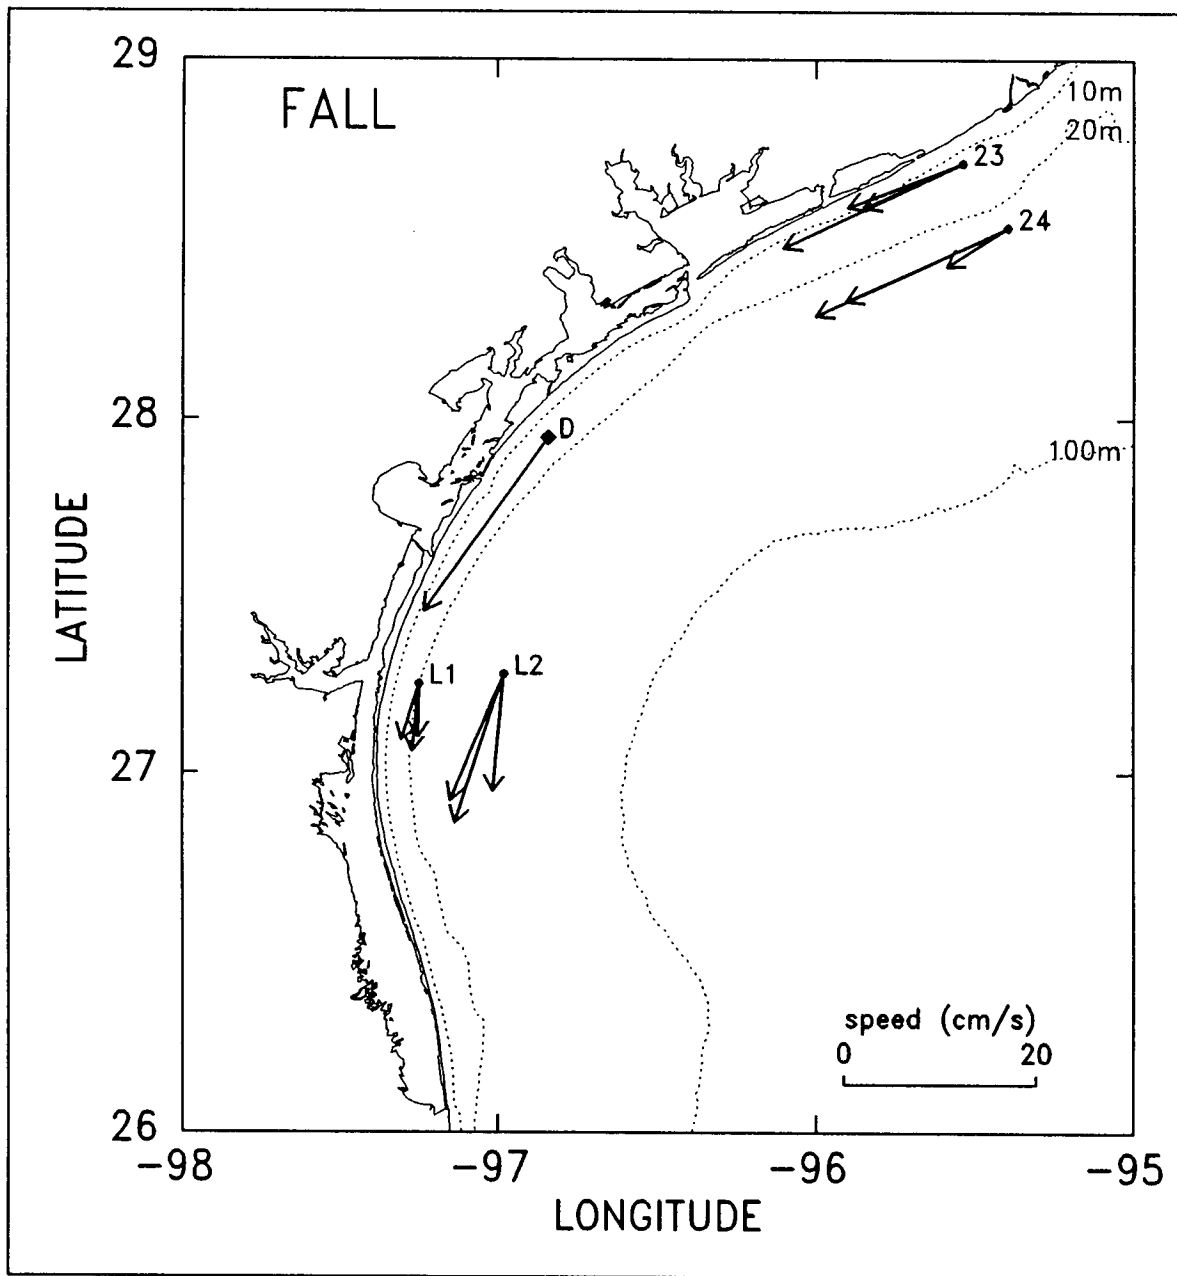 29
FALL
10m
20m
23
24
28
D
100m
LATITUDE
L1
L2
27
speed (cm/s)
0 20
26
-98 -97 -96 -95
LONGITUDE